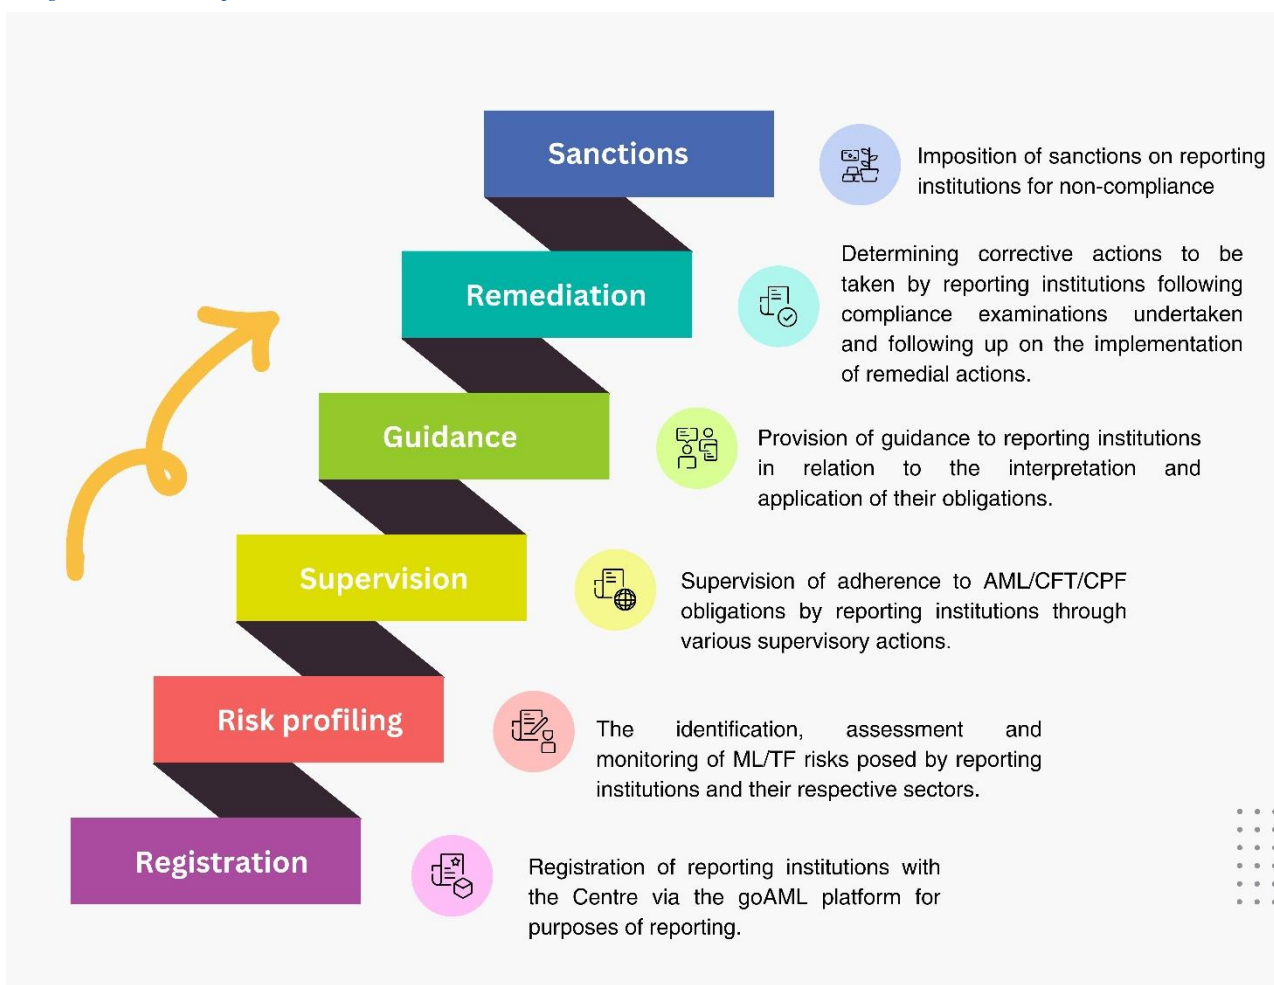 Sanctions
Imposition of sanctions on reporting
institutions for non-compliance
Remediation
Determining corrective actions to be
taken by reporting institutions following
compliance examinations undertaken
and following up on the implementation
of remedial actions.
Guidance
Provision of guidance to reporting institutions
in relation to the interpretation and
application of their obligations.
Supervision
Supervision of adherence to AML/CFT/CPF
obligations by reporting institutions through
various supervisory actions.
Risk profiling
The identification, assessment and
monitoring of ML/TF risks posed by reporting
institutions and their respective sectors.
Registration
Registration of reporting institutions with
the Centre via the goAML platform for
purposes of reporting.